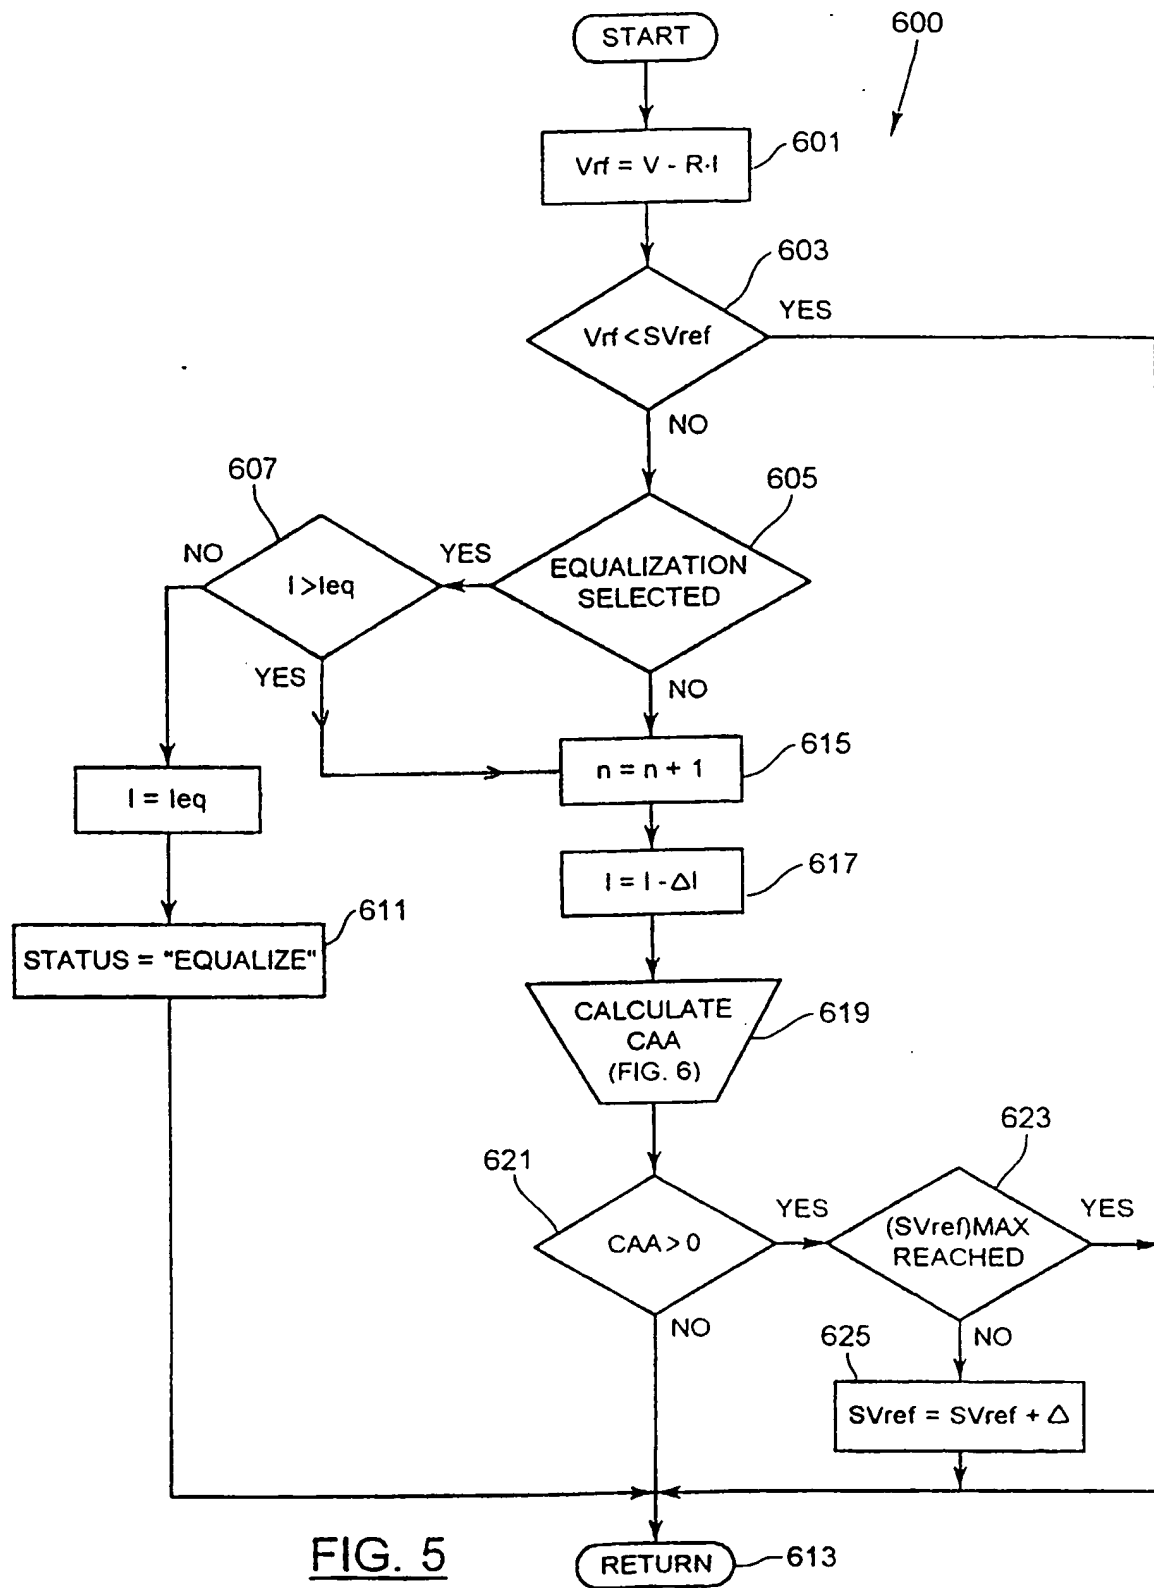 START
600
Vrf = V - R·I
601
603
Vrf < SVref
YES
NO
607
605
NO
I > Ieq
YES
EQUALIZATION
SELECTED
YES
NO
n = n + 1
615
I = Ieq
I = I - ΔI
617
611
STATUS = "EQUALIZE"
CALCULATE
CAA
(FIG. 6)
619
621
623
CAA > 0
YES
(SVref)MAX
REACHED
YES
NO
NO
625
SVref = SVref + Δ
FIG. 5
RETURN
613